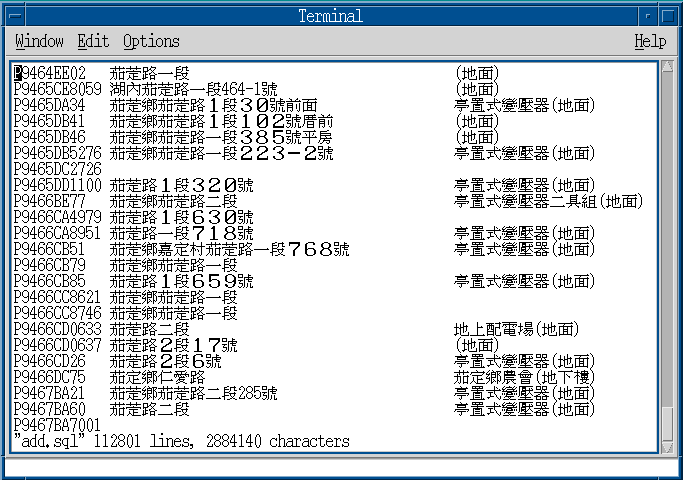 Terminal
Window Edit Options Help
P9464EE02 茄萣路一段 (地面)
P9465CE8059 湖內茄萣路一段464-1號 (地面)
P9465DA34 茄萣鄉茄萣路１段３０號前面 亭置式變壓器(地面)
P9465DB41 茄萣鄉茄萣路１段１０２號厝前 (地面)
P9465DB46 茄萣鄉茄萣路一段３８５號平房 (地面)
P9465DB5276 茄萣鄉茄萣路一段２２３－２號 亭置式變壓器(地面)
P9465DC2726
P9465DD1100 茄萣路１段３２０號 亭置式變壓器(地面)
P9466BE77 茄萣鄉茄萣路二段 亭置式變壓器二具組(地面)
P9466CA4979 茄萣路１段６３０號
P9466CA8951 茄萣路一段７１８號 亭置式變壓器(地面)
P9466CB51 茄萣鄉嘉定村茄萣路一段７６８號 亭置式變壓器(地面)
P9466CB79 茄萣鄉茄萣路一段
P9466CB85 茄萣路１段６５９號 亭置式變壓器(地面)
P9466CC8621 茄萣鄉茄萣路一段
P9466CC8746 茄萣鄉茄萣路一段
P9466CD0633 茄萣路二段 地上配電場(地面)
P9466CD0637 茄萣路２段１７號 (地面)
P9466CD26 茄萣路２段６號 亭置式變壓器(地面)
P9466DC75 茄定鄉仁愛路 茄定鄉農會(地下樓)
P9467BA21 茄萣鄉茄萣路二段285號 亭置式變壓器(地面)
P9467BA60 茄萣路二段 亭置式變壓器(地面)
P9467BA7001
"add.sql" 112801 lines, 2884140 characters